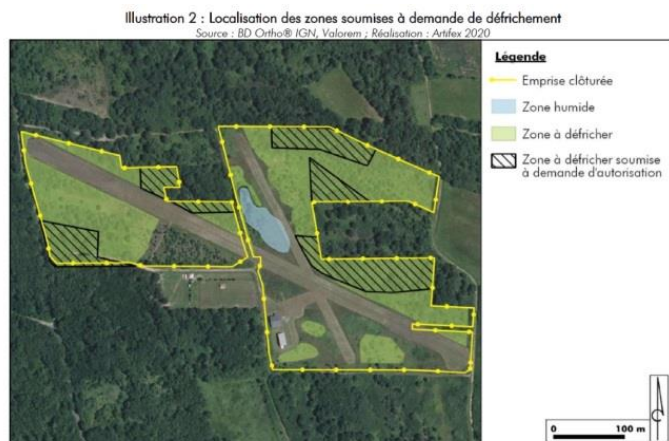 Illustration 2 : Localisation des zones soumises à demande de défrichement
Source : BD Ortho® IGN, Valorem ; Réalisation : Artifex 2020
Légende
Emprise clôturée
Zone humide
Zone à défricher
Zone à défricher soumise
à demande d'autorisation
0 100 m